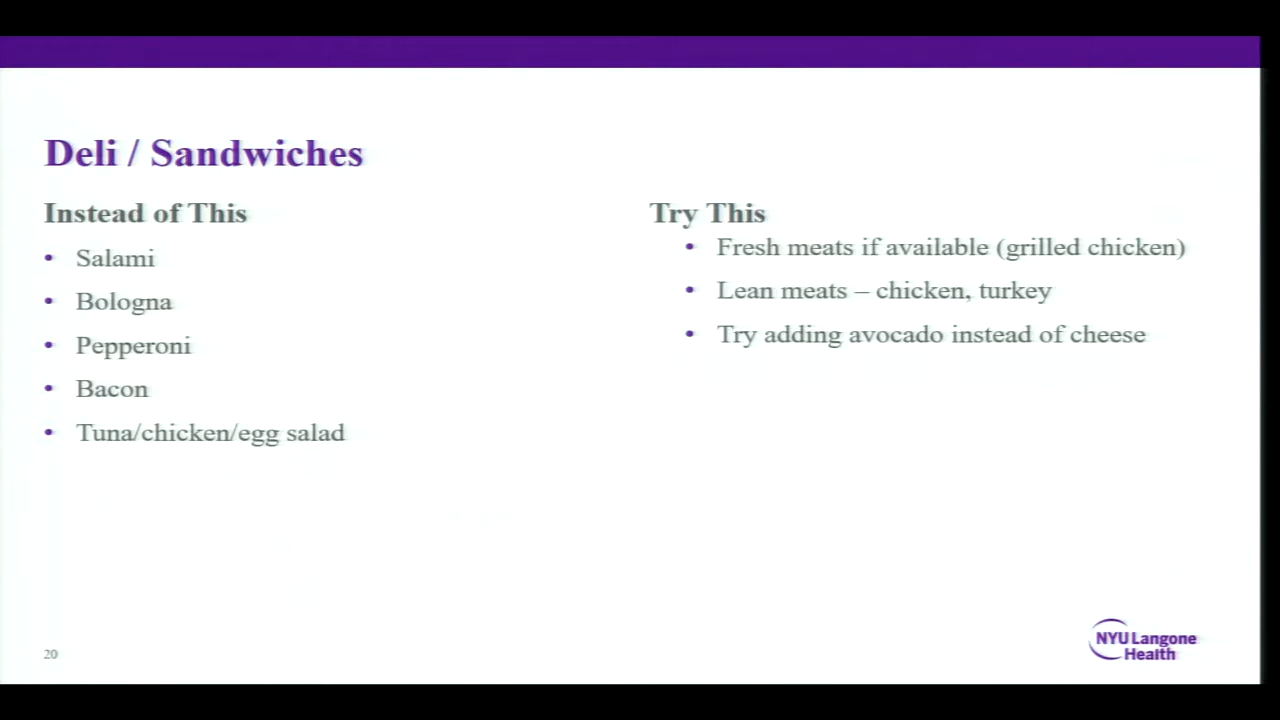 Deli / Sandwiches
Instead of This
• Salami
• Bologna
• Pepperoni
• Bacon
• Tuna/chicken/egg salad
Try This
• Fresh meats if available (grilled chicken)
• Lean meats – chicken, turkey
• Try adding avocado instead of cheese
20
NYU Langone
Health